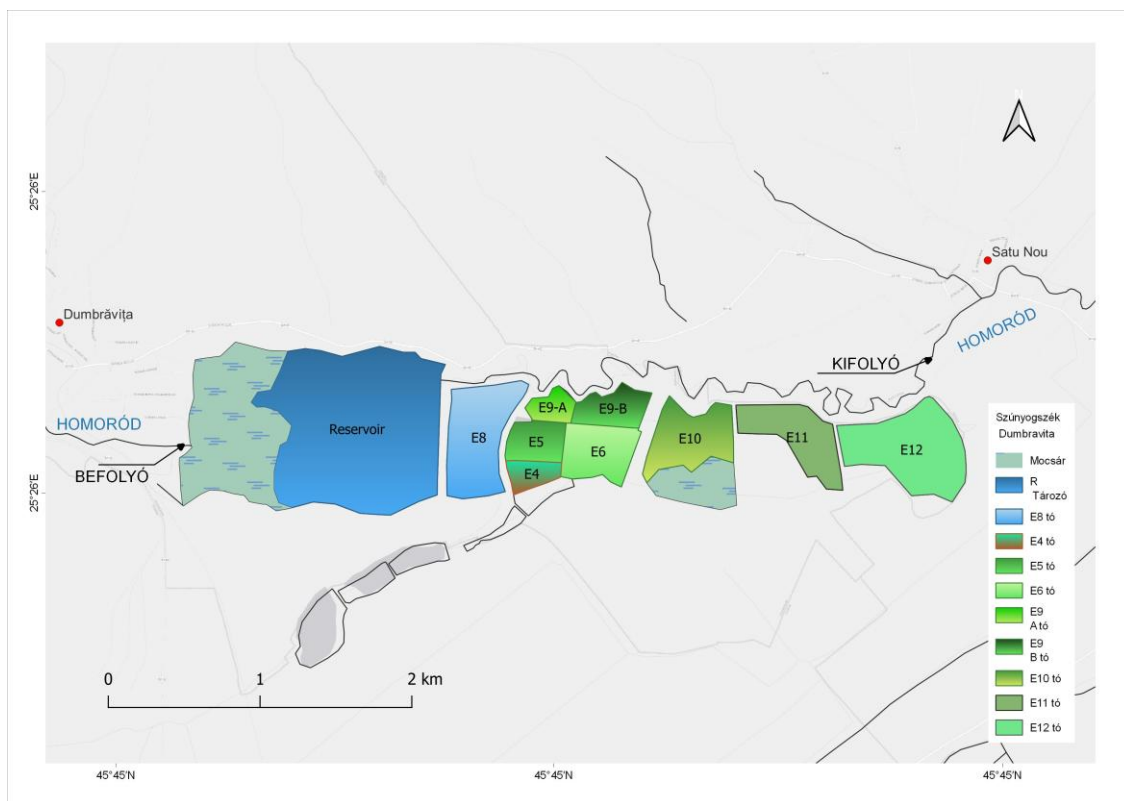 N
25°26'E
Satu Nou
Dumbrăvița
HOMORÓD
KIFOLYÓ
HOMORÓD
BEFOLYÓ
Reservoir
E8
E9-A
E9-B
E5
E6
E4
E10
E11
E12
25°26'E
0 1 2 km
Szúnyogszék
Dumbravita
Mocsár
R
Tározó
E8 tó
E4 tó
E5 tó
E6 tó
E9
A tó
E9
B tó
E10 tó
E11 tó
E12 tó
45°45'N 45°45'N 45°45'N